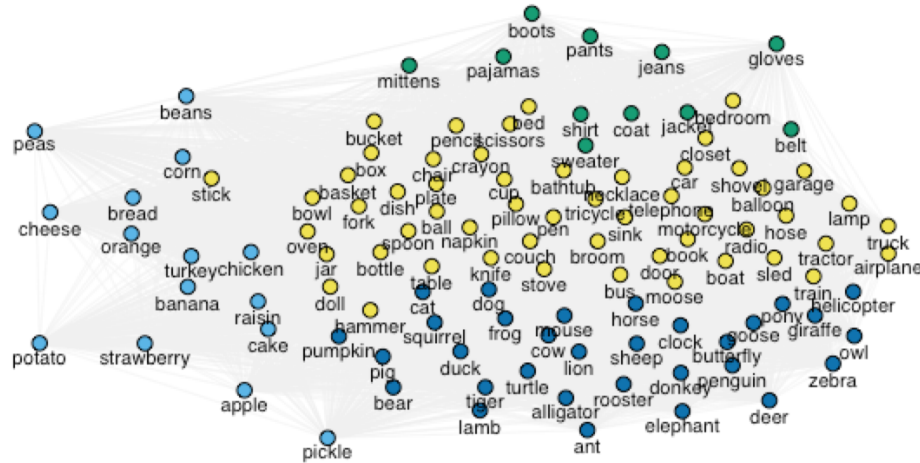 boots
pants
jeans
gloves
mittens
pajamas
beans
peas
corn
stick
bucket
pencil
scissors
bed
shirt
coat
jacket
bedroom
belt
box
chair
crayon
sweater
closet
basket
plate
cup
bathtub
necklace
car
shovel
garage
bread
bowl
fork
dish
ball
pillow
pen
tricycle
sink
telephone
motorcycle
balloon
hose
lamp
cheese
orange
oven
spoon
napkin
couch
broom
book
radio
tractor
truck
turkey
chicken
jar
bottle
table
knife
stove
door
boat
sled
airplane
banana
raisin
doll
cat
dog
bus
moose
train
helicopter
cake
hammer
squirrel
frog
mouse
horse
clock
goose
pony
giraffe
potato
strawberry
pumpkin
pig
duck
cow
lion
sheep
butterfly
owl
apple
bear
tiger
turtle
rooster
donkey
penguin
zebra
pickle
lamb
alligator
ant
elephant
deer